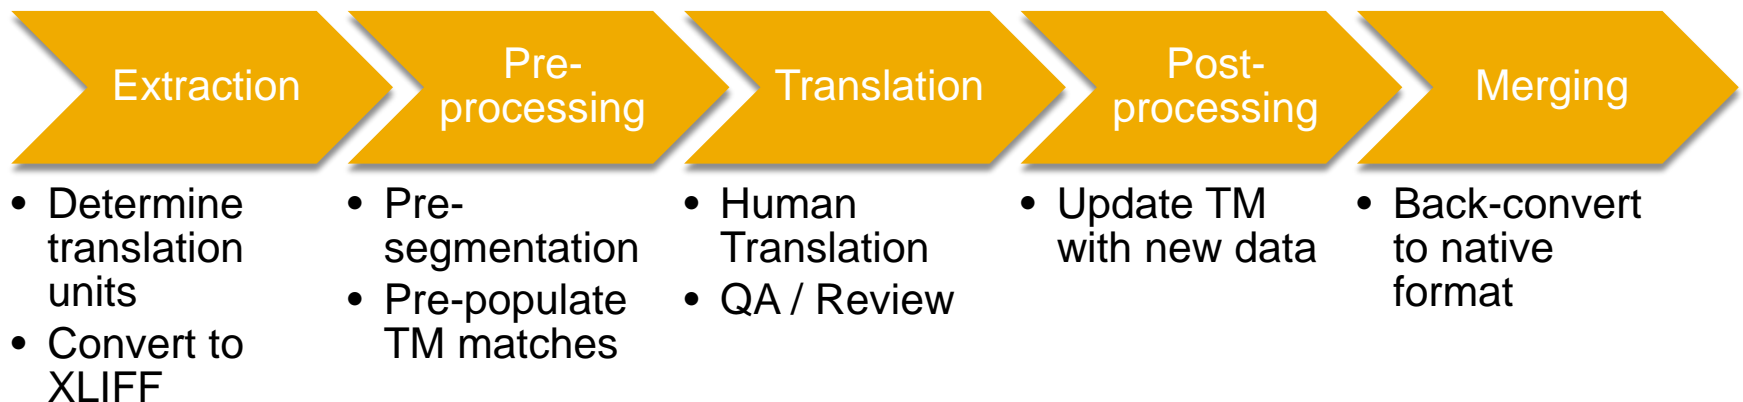 Extraction
Pre-
processing
Translation
Post-
processing
Merging
• Determine
translation
units
• Convert to
XLIFF
• Pre-
segmentation
• Pre-populate
TM matches
• Human
Translation
• QA / Review
• Update TM
with new data
• Back-convert
to native
format